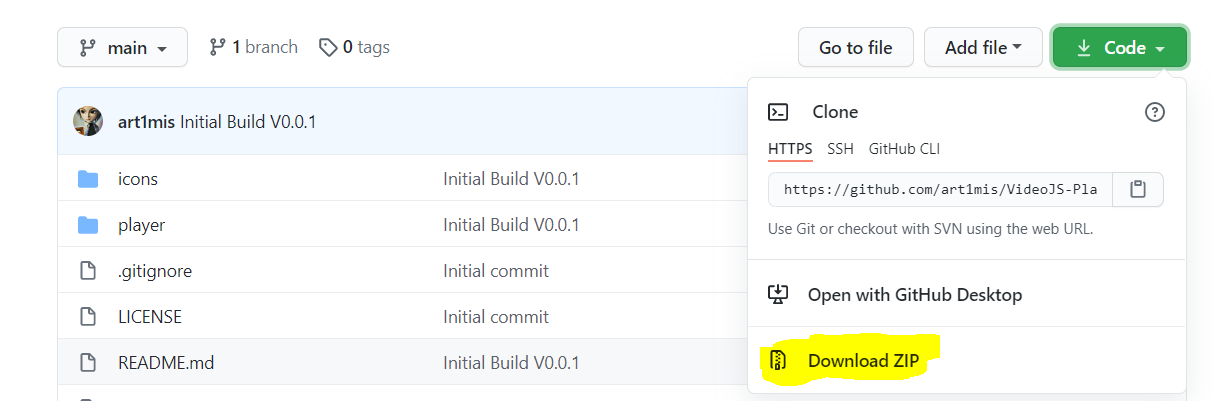 main 1 branch 0 tags Go to file Add file Code
art1mis Initial Build V0.0.1
icons Initial Build V0.0.1
player Initial Build V0.0.1
.gitignore Initial commit
LICENSE Initial commit
README.md Initial Build V0.0.1
Clone
HTTPS SSH GitHub CLI
https://github.com/art1mis/VideoJS-Pla
Use Git or checkout with SVN using the web URL.
Open with GitHub Desktop
Download ZIP